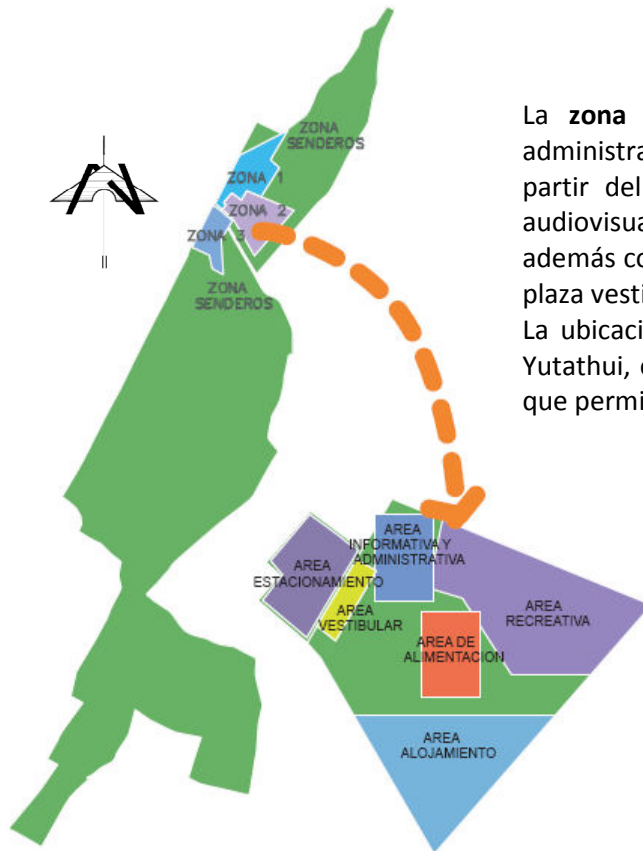 ZONA
SENDEROS
ZONA 1
ZONA 2
ZONA 3
ZONA
SENDEROS
N
La zona
administra
partir del
audiovisua
además co
plaza vesti
La ubicaci
Yutathui,
que permi
AREA
INFORMATIVA Y
ADMINISTRATIVA
AREA
ESTACIONAMIENTO
AREA
VESTIBULAR
AREA DE
ALIMENTACION
AREA
RECREATIVA
AREA
ALOJAMIENTO